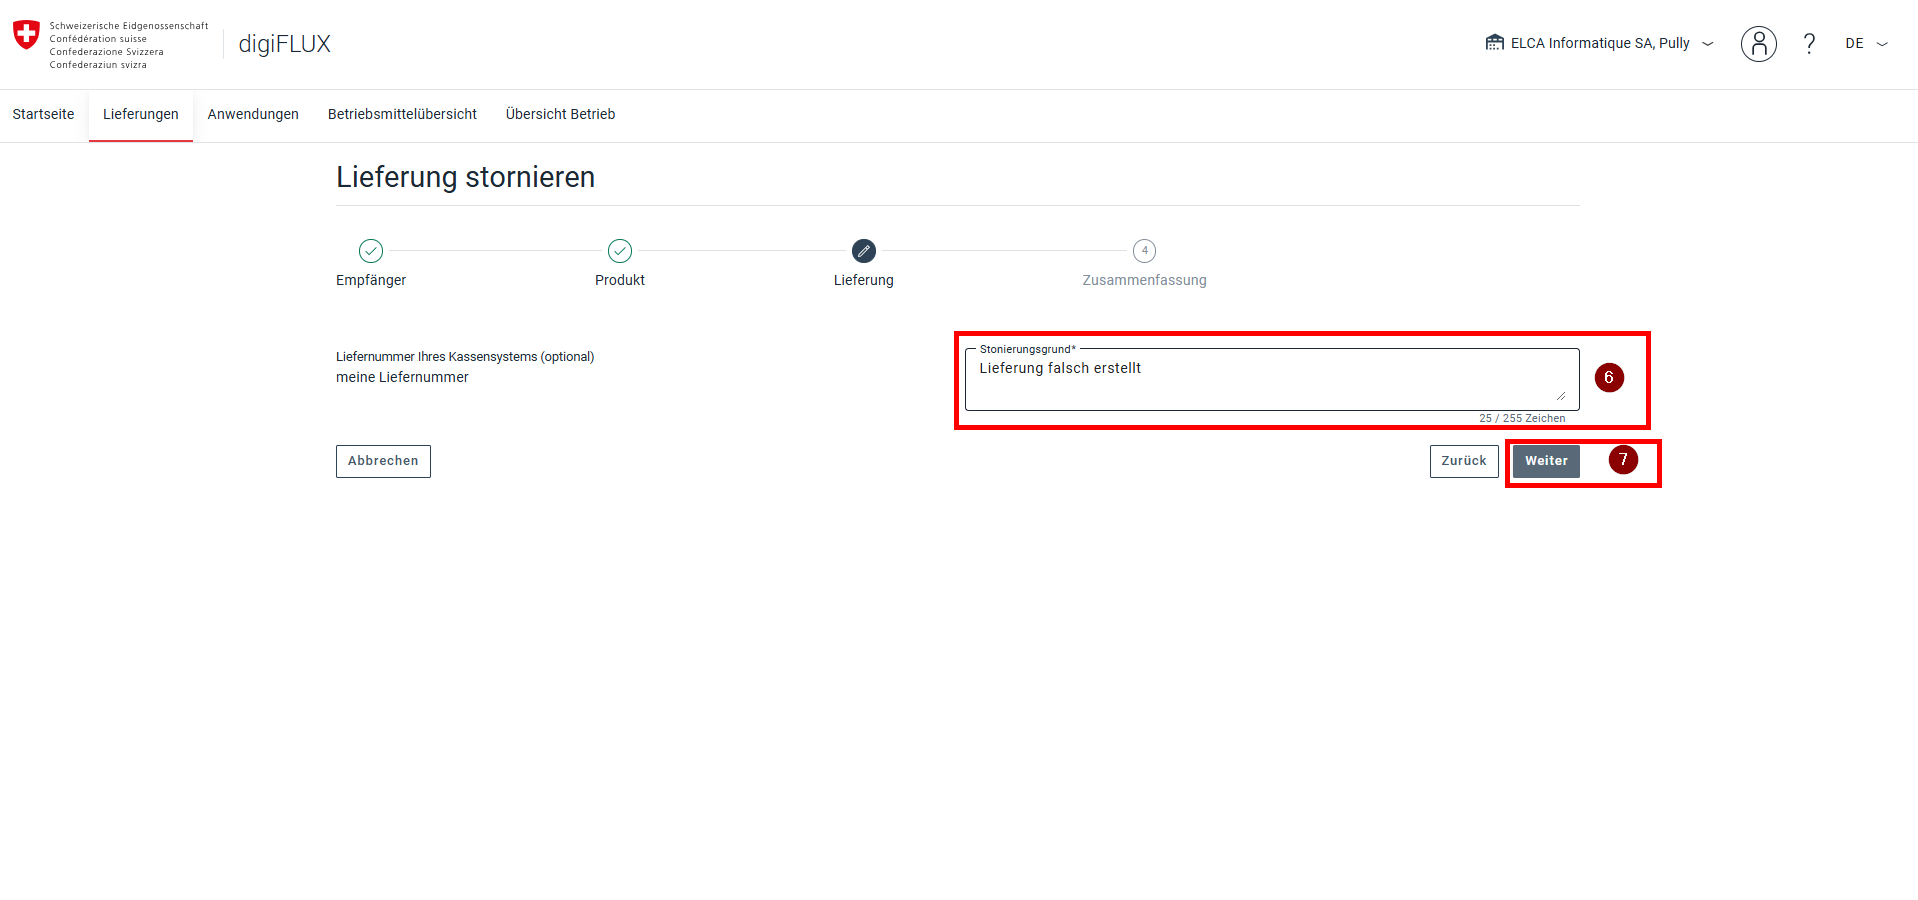 Schweizerische Eidgenossenschaft
Confédération suisse
Confederazione Svizzera
Confederaziun svizra
digiFLUX
ELCA Informatique SA, Pully
?
DE
Startseite
Lieferungen
Anwendungen
Betriebsmittelübersicht
Übersicht Betrieb
Lieferung stornieren
Empfänger
Produkt
Lieferung
4
Zusammenfassung
Liefernummer Ihres Kassensystems (optional)
meine Liefernummer
Stonierungsgrund*
Lieferung falsch erstellt
25 / 255 Zeichen
6
Abbrechen
Zurück
Weiter
7